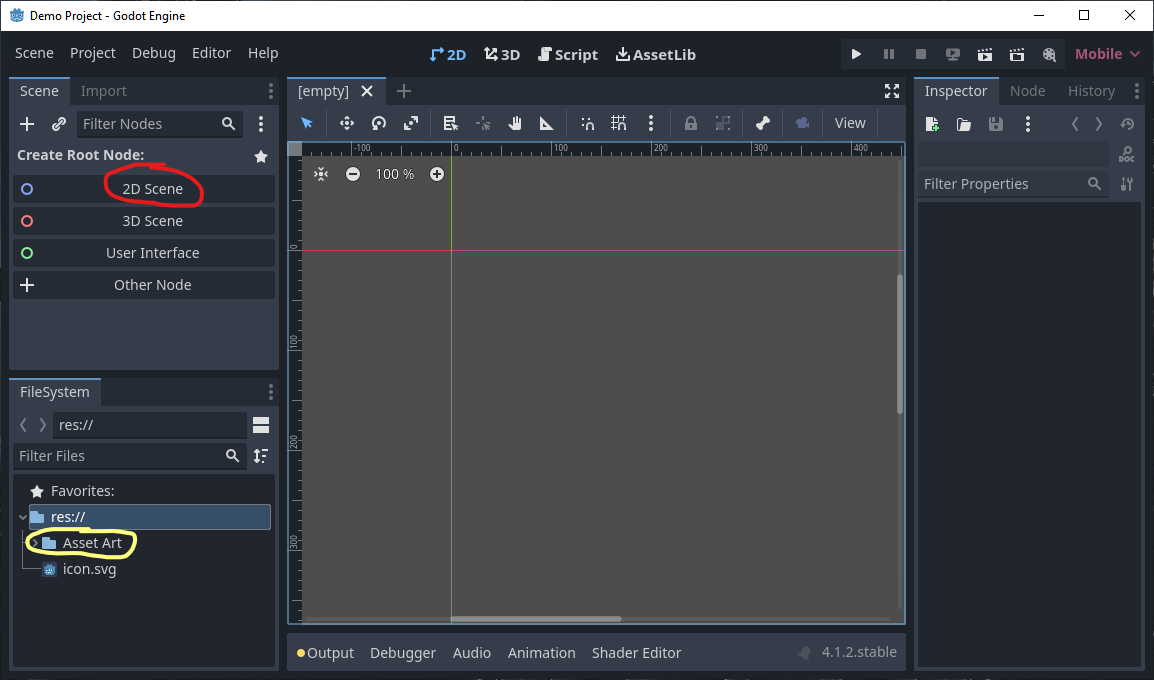 Demo Project - Godot Engine
Scene Project Debug Editor Help
2D 3D Script AssetLib
Mobile
Scene Import
Filter Nodes
Create Root Node:
2D Scene
3D Scene
User Interface
Other Node
FileSystem
res://
Filter Files
Favorites:
res://
Asset Art
icon.svg
[empty]
View
-100 0 100 200 300 400
100 %
0
100
200
300
Output Debugger Audio Animation Shader Editor 4.1.2.stable
Inspector Node History
DOC
Filter Properties